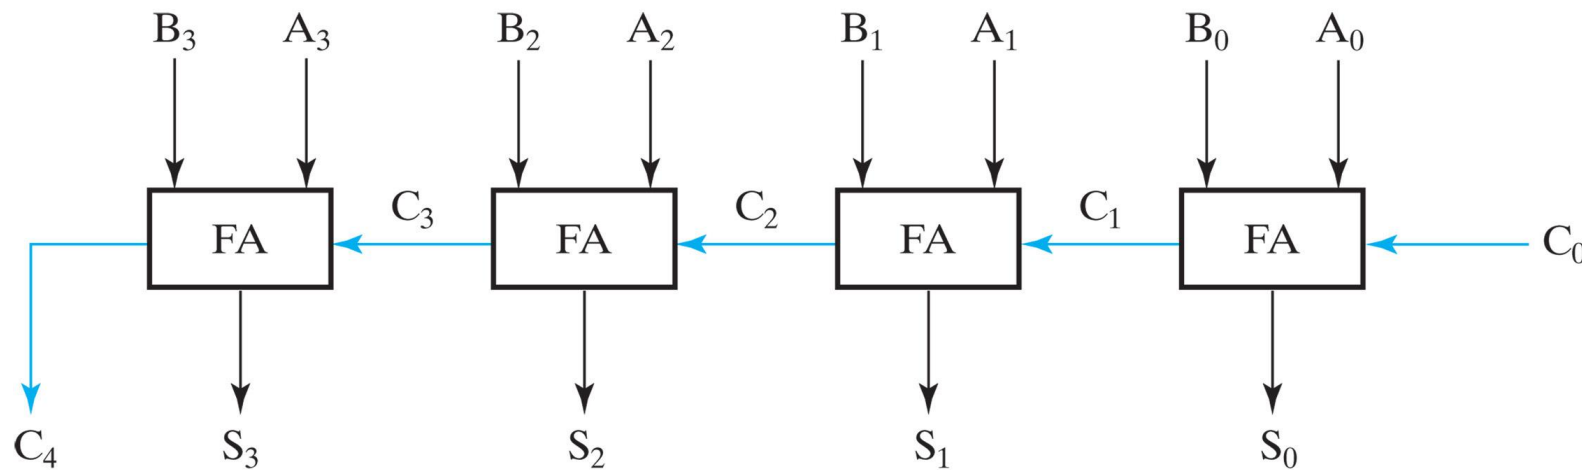 B₃ A₃ B₂ A₂ B₁ A₁ B₀ A₀
C₃ C₂ C₁
FA FA FA FA C₀
C₄ S₃ S₂ S₁ S₀